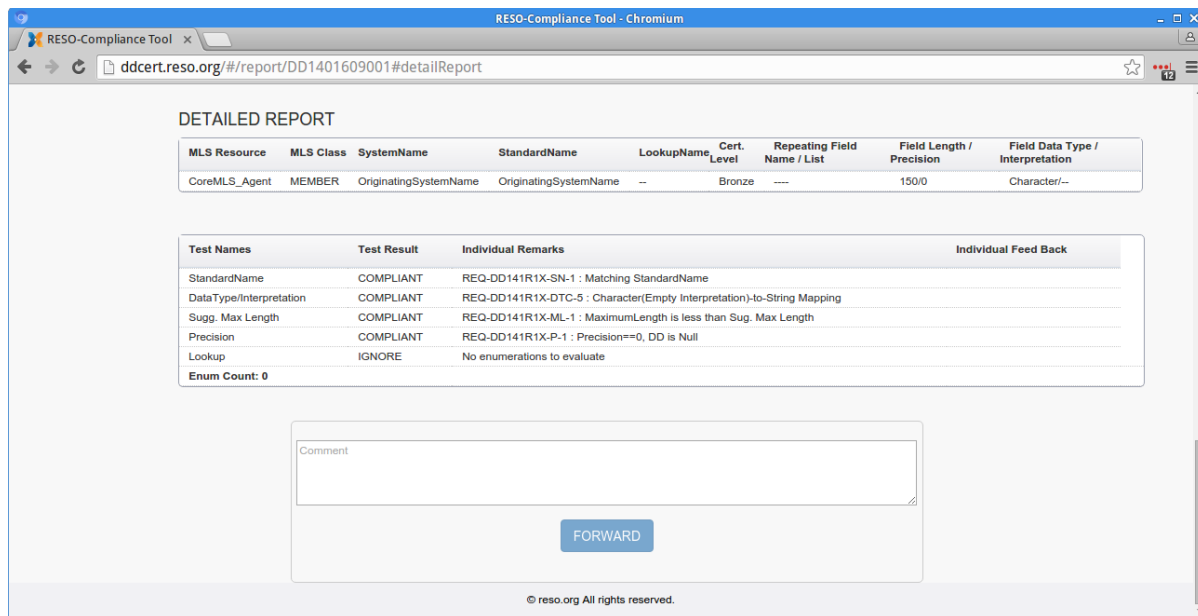 RESO-Compliance Tool - Chromium
RESO-Compliance Tool ×
ddcert.reso.org/#/report/DD1401609001#detailReport
12
DETAILED REPORT
MLS Resource MLS Class SystemName StandardName LookupName Cert. Level Repeating Field Name / List Field Length / Precision Field Data Type / Interpretation
CoreMLS_Agent MEMBER OriginatingSystemName OriginatingSystemName -- Bronze ---- 150/0 Character/--
Test Names Test Result Individual Remarks Individual Feed Back
StandardName COMPLIANT REQ-DD141R1X-SN-1 : Matching StandardName
DataType/Interpretation COMPLIANT REQ-DD141R1X-DTC-5 : Character(Empty Interpretation)-to-String Mapping
Sugg. Max Length COMPLIANT REQ-DD141R1X-ML-1 : MaximumLength is less than Sug. Max Length
Precision COMPLIANT REQ-DD141R1X-P-1 : Precision==0, DD is Null
Lookup IGNORE No enumerations to evaluate
Enum Count: 0
Comment
FORWARD
© reso.org All rights reserved.